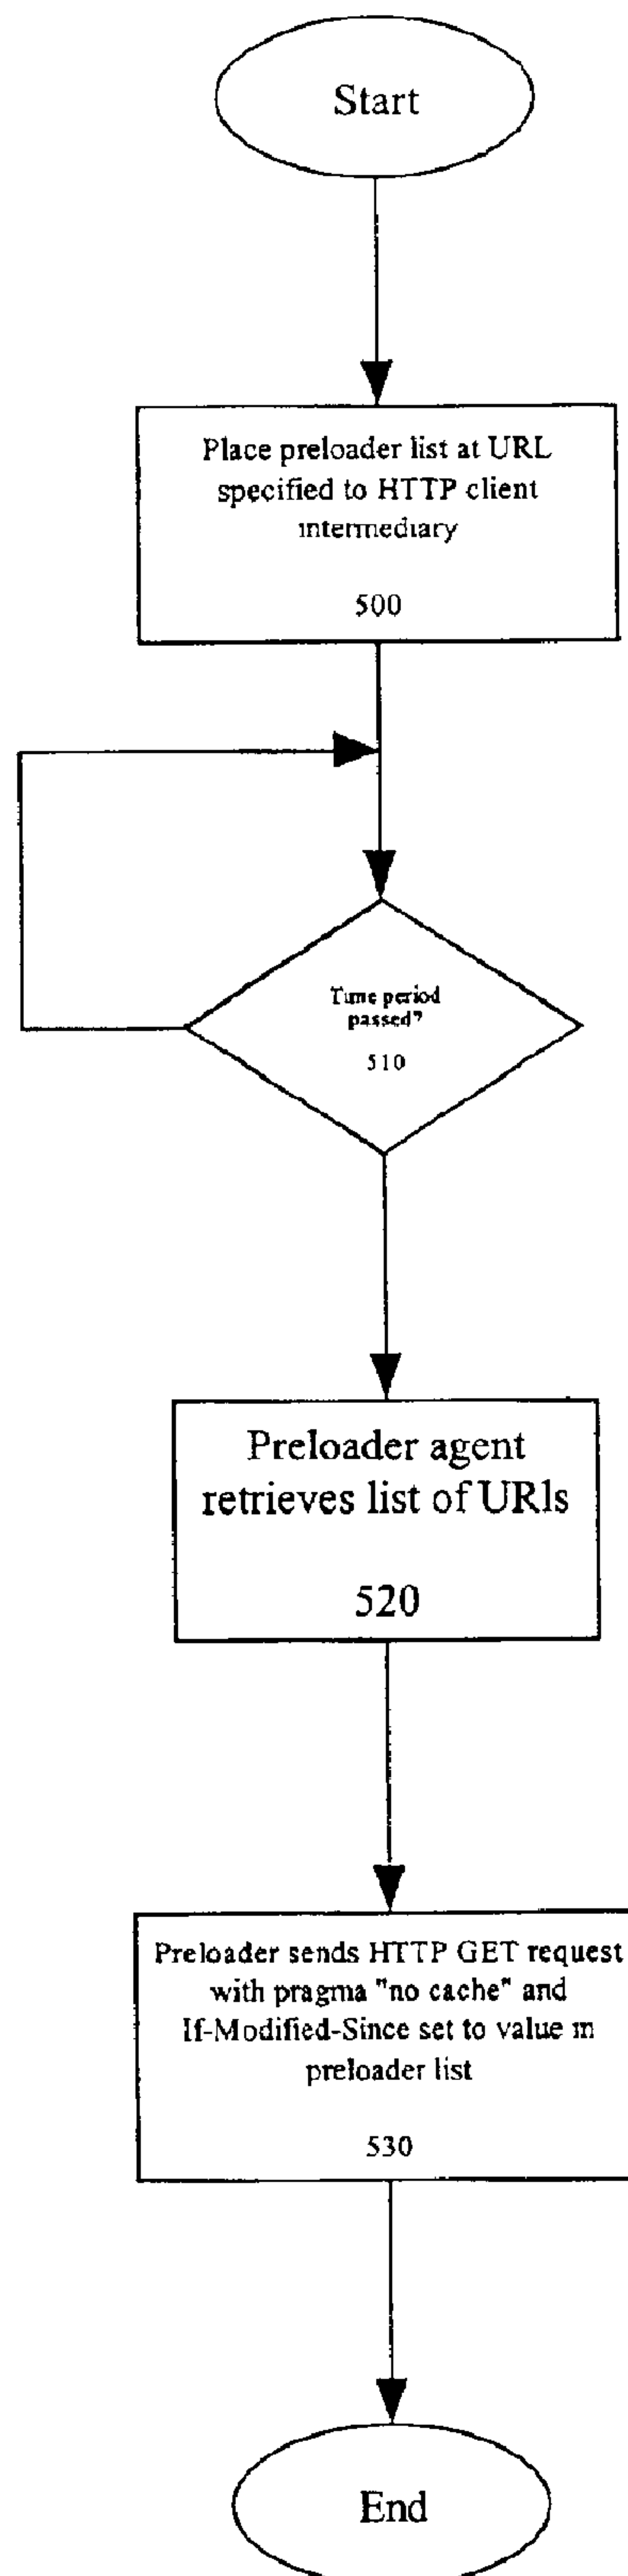 Start
Place preloader list at URL
specified to HTTP client
intermediary
500
Time period
passed?
510
Preloader agent
retrieves list of URIs
520
Preloader sends HTTP GET request
with pragma "no cache" and
If-Modified-Since set to value in
preloader list
530
End